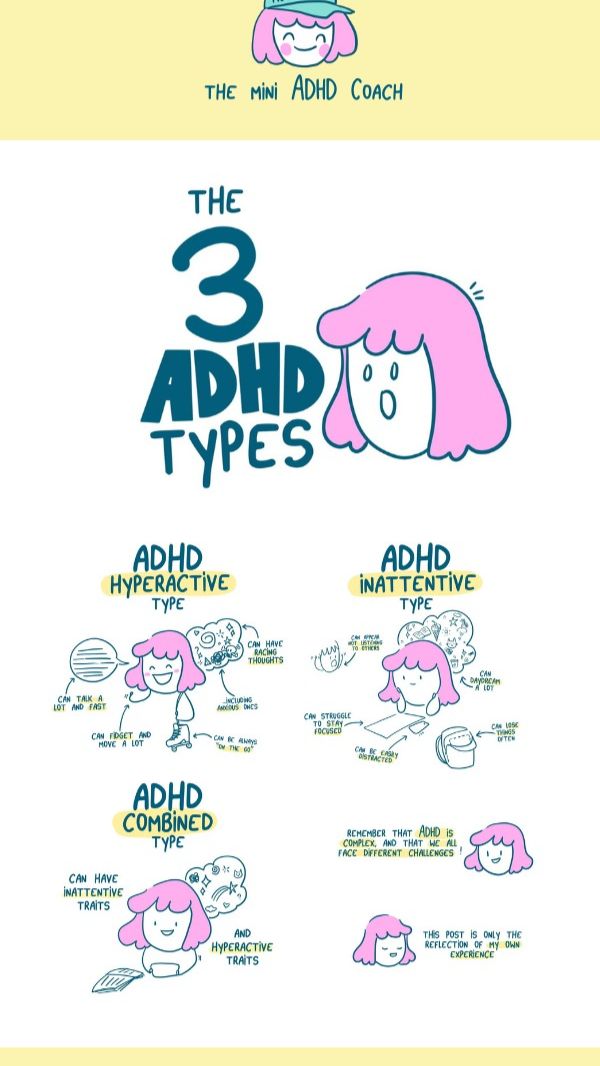 THE MINI ADHD COACH
THE
3
ADHD
TYPES
ADHD
HYPERACTIVE
TYPE
CAN HAVE
RACING
THOUGHTS
...INCLUDING
ANXIOUS ONES
CAN TALK A
LOT AND FAST
CAN FIDGET AND
MOVE A LOT
CAN BE ALWAYS
"ON THE GO"
ADHD
INATTENTIVE
TYPE
CAN APPEAR
NOT LISTENING
TO OTHERS
CAN
DAYDREAM
A LOT
CAN STRUGGLE
TO STAY
FOCUSED
CAN BE EASILY
DISTRACTED
CAN LOSE
THINGS
OFTEN
ADHD
COMBINED
TYPE
CAN HAVE
INATTENTIVE
TRAITS
AND
HYPERACTIVE
TRAITS
REMEMBER THAT ADHD IS
COMPLEX, AND THAT WE ALL
FACE DIFFERENT CHALLENGES !
THIS POST IS ONLY THE
REFLECTION OF MY OWN
EXPERIENCE